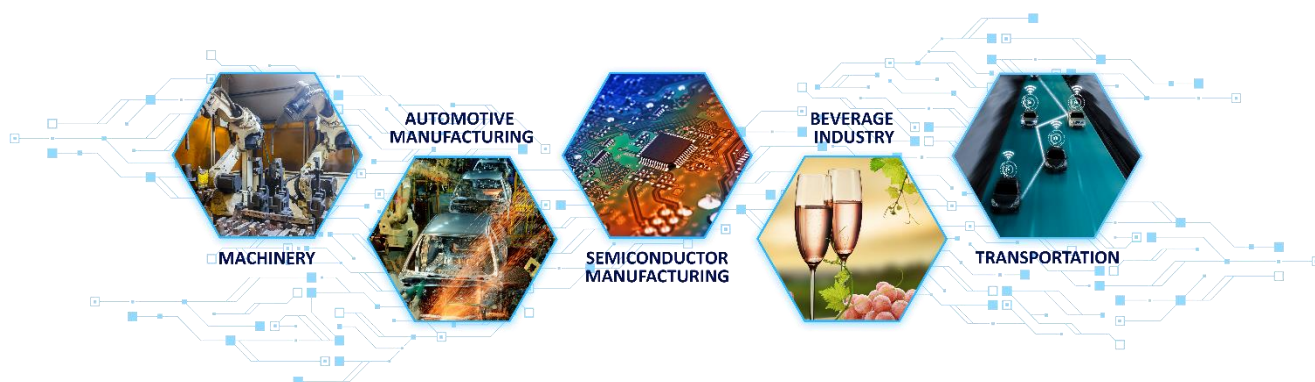 MACHINERY
AUTOMOTIVE
MANUFACTURING
SEMICONDUCTOR
MANUFACTURING
BEVERAGE
INDUSTRY
TRANSPORTATION